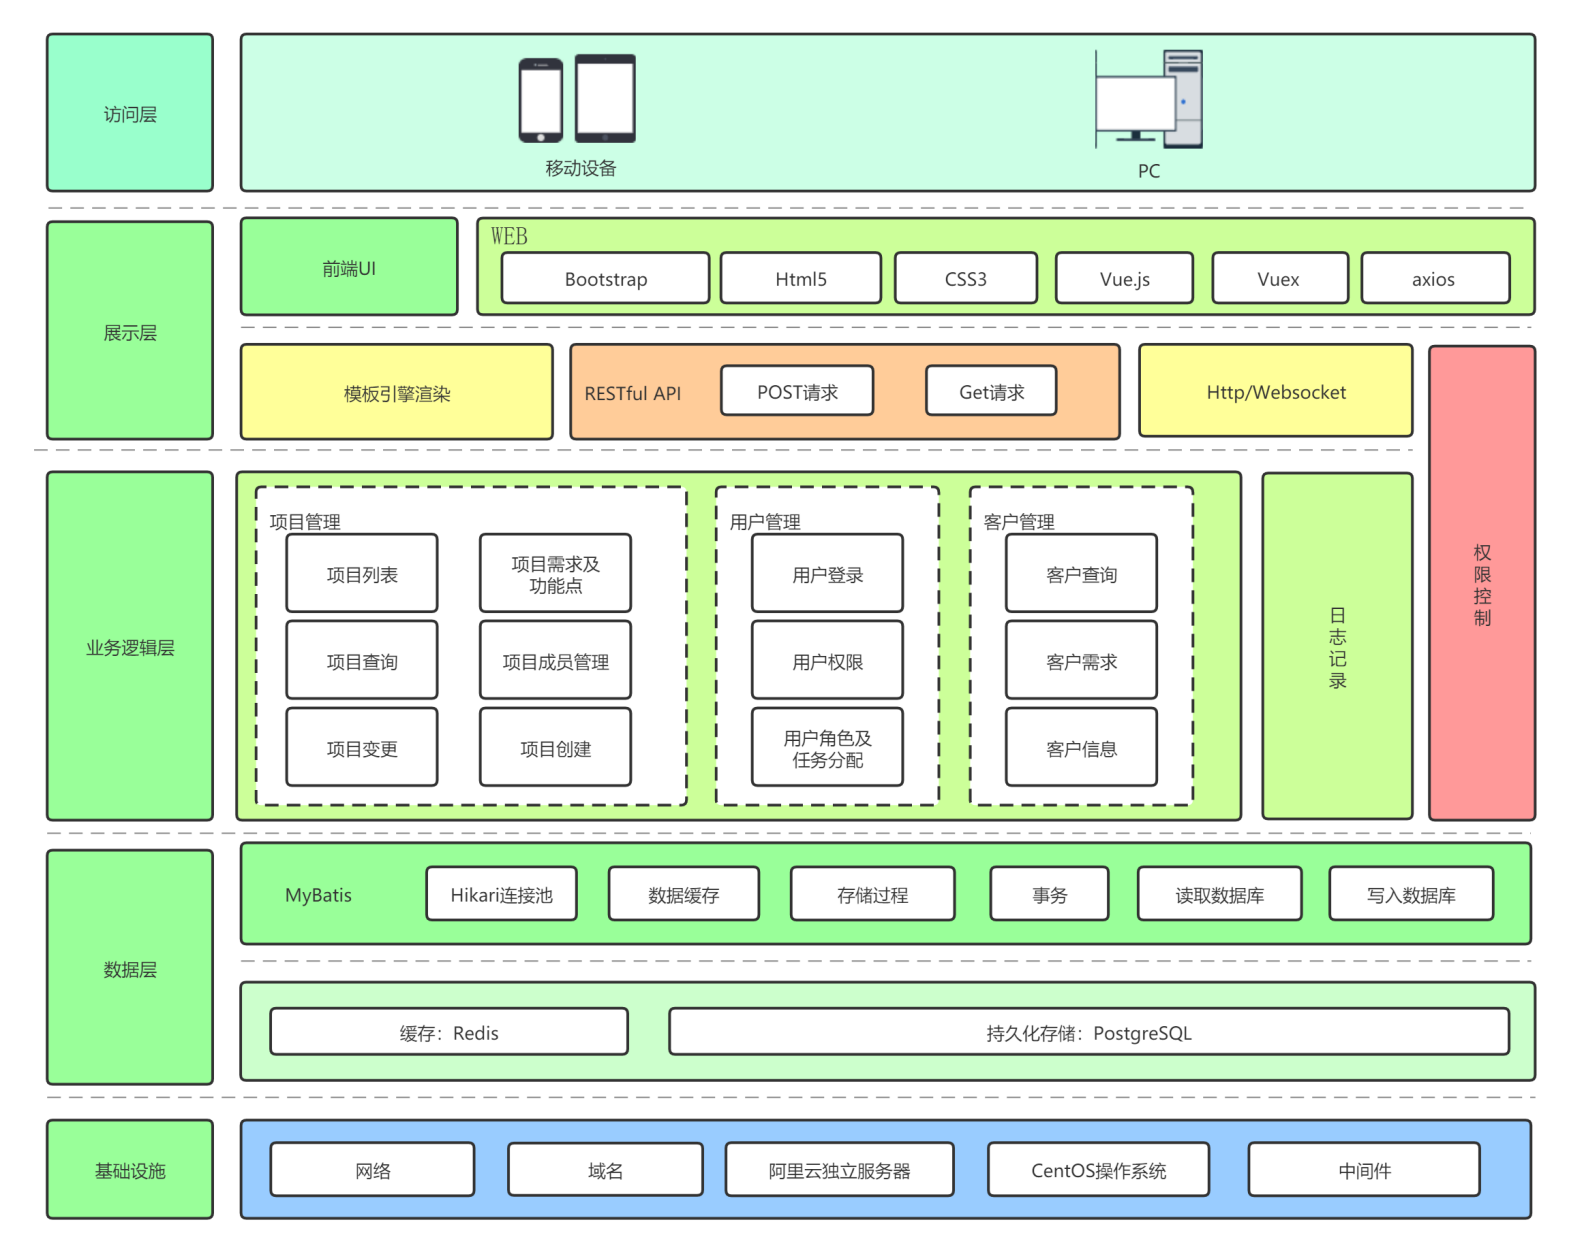 访问层
移动设备
PC
展示层
前端UI
WEB
Bootstrap
Html5
CSS3
Vue.js
Vuex
axios
模板引擎渲染
RESTful API
POST请求
Get请求
Http/Websocket
权
限
控
制
业务逻辑层
项目管理
项目列表
项目需求及
功能点
项目查询
项目成员管理
项目变更
项目创建
用户管理
用户登录
用户权限
用户角色及
任务分配
客户管理
客户查询
客户需求
客户信息
日
志
记
录
数据层
MyBatis
Hikari连接池
数据缓存
存储过程
事务
读取数据库
写入数据库
缓存：Redis
持久化存储：PostgreSQL
基础设施
网络
域名
阿里云独立服务器
CentOS操作系统
中间件